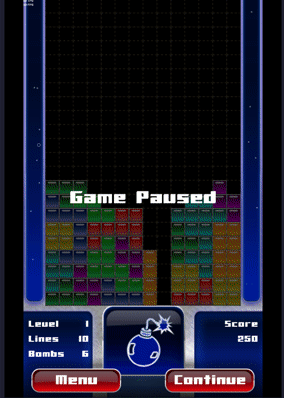 Game Paused
Level 1
Lines 10
Bombs 6
Score
250
Menu
Continue